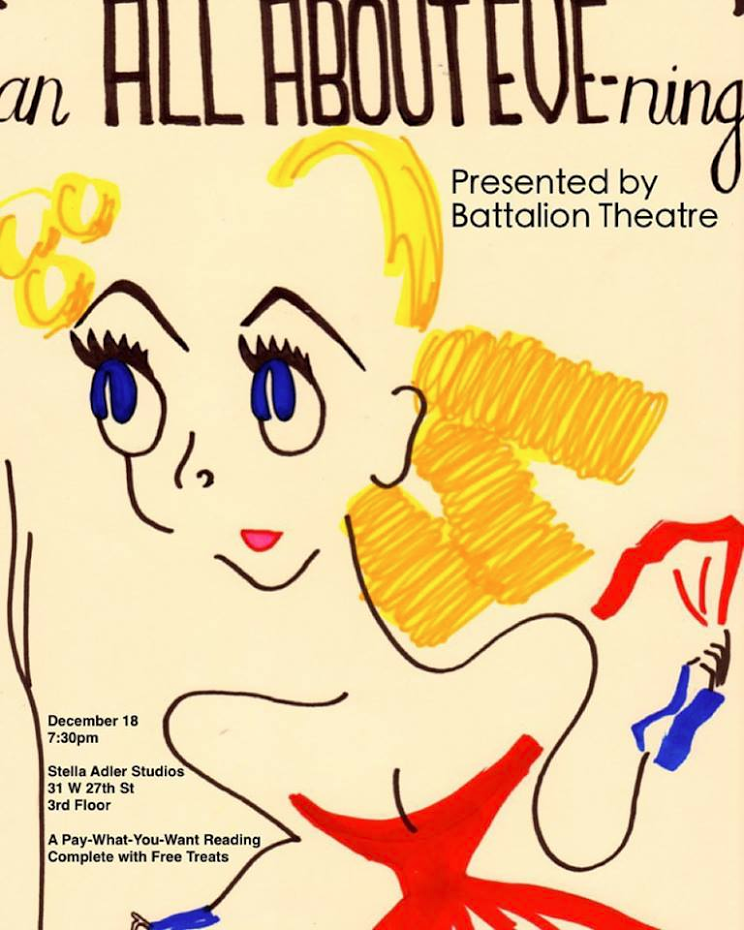 an ALL ABOUT EVE-ning
Presented by
Battalion Theatre
December 18
7:30pm
Stella Adler Studios
31 W 27th St
3rd Floor
A Pay-What-You-Want Reading
Complete with Free Treats